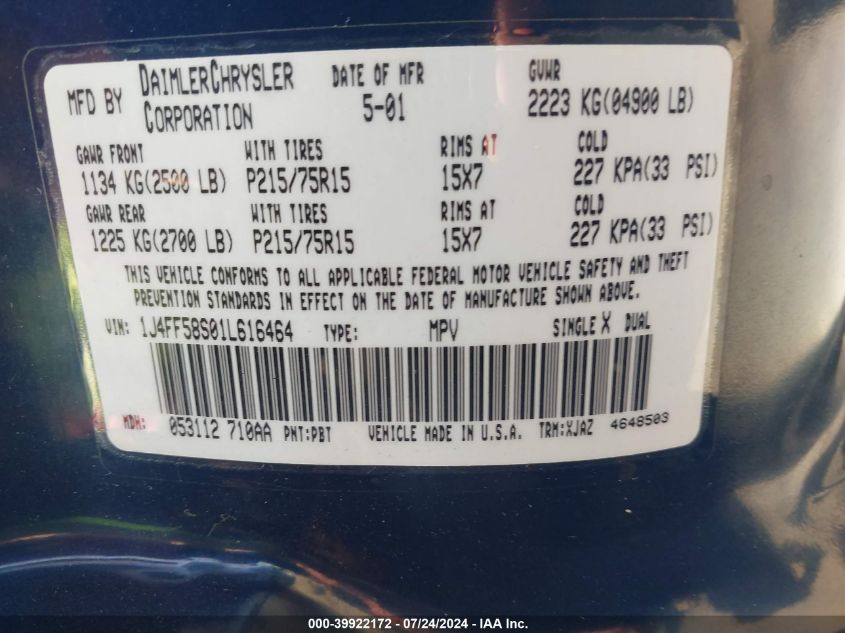 MFD BY DAIMLERCHRYSLER CORPORATION DATE OF MFR 5-01 GVWR 2223 KG(04900 LB)
GAWR FRONT WITH TIRES RIMS AT COLD
1134 KG(2500 LB) P215/75R15 15X7 227 KPA(33 PSI)
GAWR REAR WITH TIRES RIMS AT COLD
1225 KG(2700 LB) P215/75R15 15X7 227 KPA(33 PSI)
THIS VEHICLE CONFORMS TO ALL APPLICABLE FEDERAL MOTOR VEHICLE SAFETY AND THEFT
PREVENTION STANDARDS IN EFFECT ON THE DATE OF MANUFACTURE SHOWN ABOVE.
VIN: 1J4FF58S01L616464 TYPE: MPV SINGLE X DUAL
MDH: 053112 710AA PNT:PBT VEHICLE MADE IN U.S.A. TRM:XJAZ 4648503
000-39922172 - 07/24/2024 - IAA Inc.